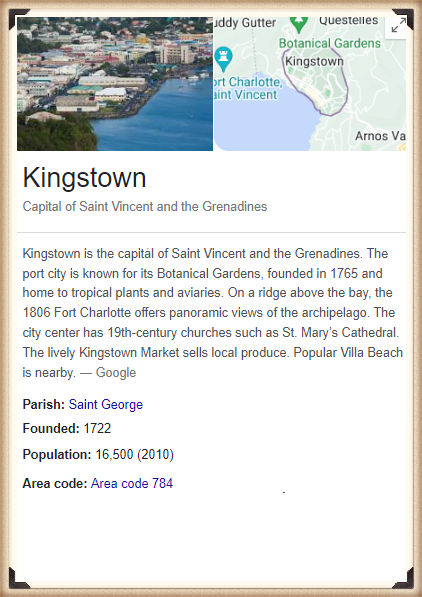 uddy Gutter
Questelles
Botanical Gardens
Kingstown
ort Charlotte,
aint Vincent
Arnos Va
Kingstown
Capital of Saint Vincent and the Grenadines
Kingstown is the capital of Saint Vincent and the Grenadines. The
port city is known for its Botanical Gardens, founded in 1765 and
home to tropical plants and aviaries. On a ridge above the bay, the
1806 Fort Charlotte offers panoramic views of the archipelago. The
city center has 19th-century churches such as St. Mary’s Cathedral.
The lively Kingstown Market sells local produce. Popular Villa Beach
is nearby. — Google
Parish: Saint George
Founded: 1722
Population: 16,500 (2010)
Area code: Area code 784